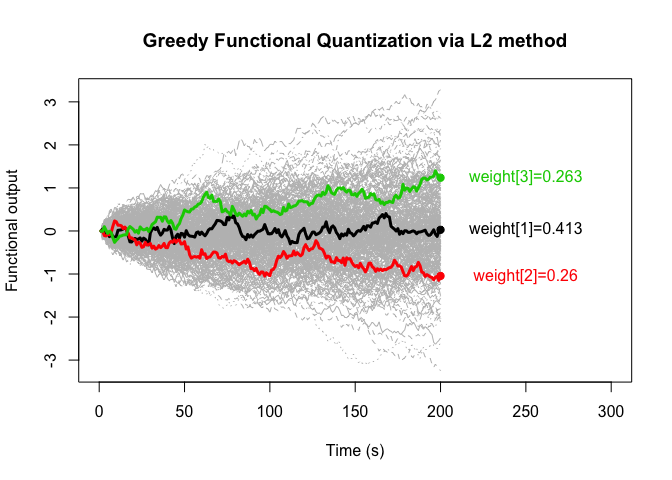 Greedy Functional Quantization via L2 method
Functional output
3
2
1
0
-1
-2
-3
weight[3]=0.263
weight[1]=0.413
weight[2]=0.26
0 50 100 150 200 250 300
Time (s)